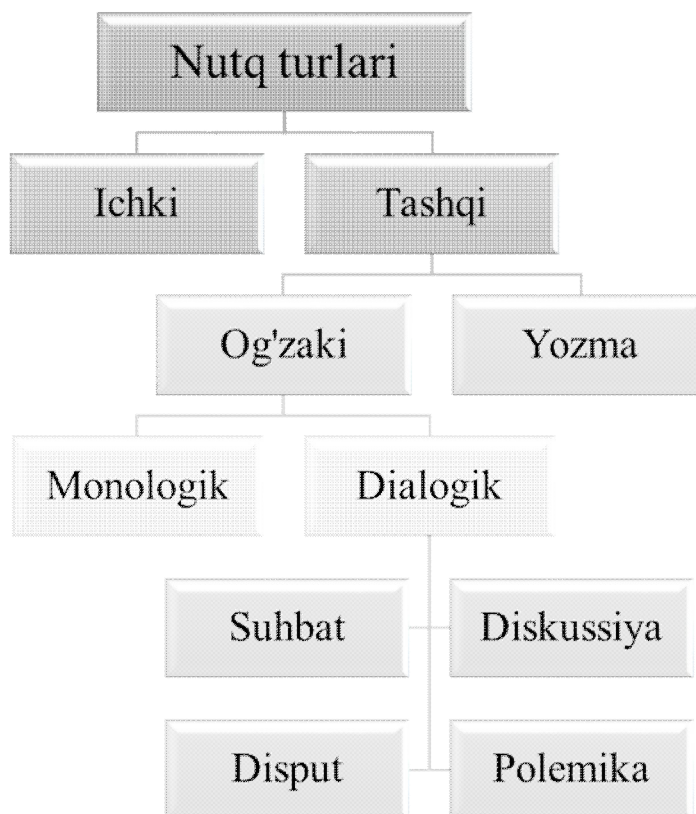 Nutq turlari
Ichki
Tashqi
Og'zaki
Yozma
Monologik
Dialogik
Suhbat
Diskussiya
Disput
Polemika